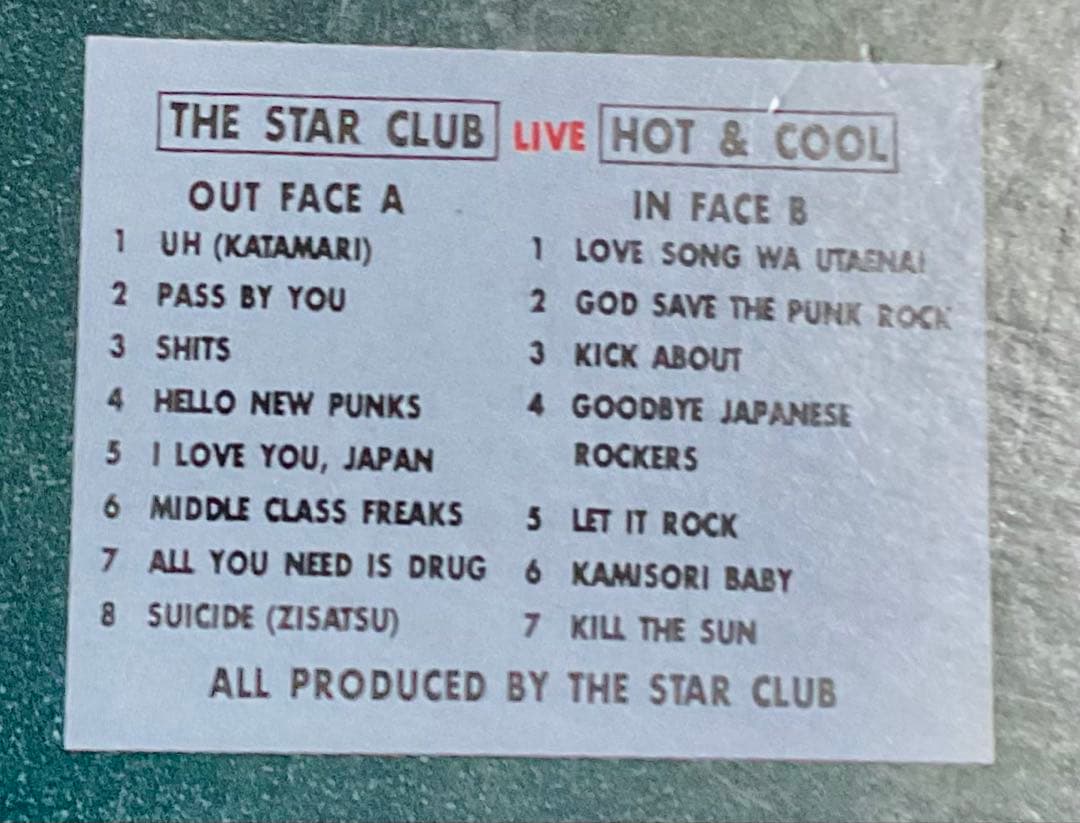 THE STAR CLUB LIVE HOT & COOL
OUT FACE A
1 UH (KATAMARI)
2 PASS BY YOU
3 SHITS
4 HELLO NEW PUNKS
5 I LOVE YOU, JAPAN
6 MIDDLE CLASS FREAKS
7 ALL YOU NEED IS DRUG
8 SUICIDE (ZISATSU)
IN FACE B
1 LOVE SONG WA UTAENAI
2 GOD SAVE THE PUNK ROCK
3 KICK ABOUT
4 GOODBYE JAPANESE
ROCKERS
5 LET IT ROCK
6 KAMISORI BABY
7 KILL THE SUN
ALL PRODUCED BY THE STAR CLUB